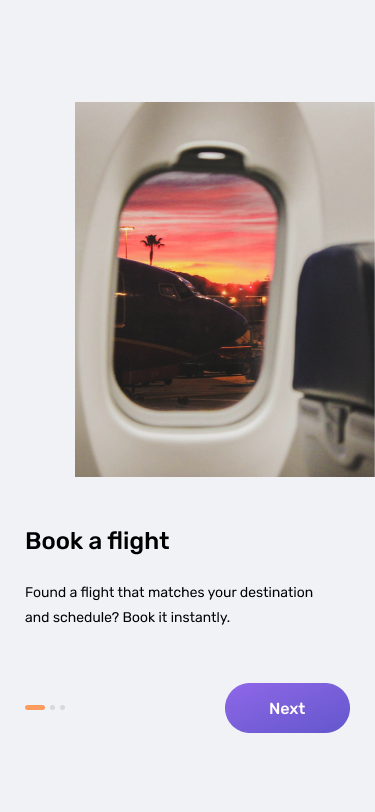 Book a flight
Found a flight that matches your destination
and schedule? Book it instantly.
Next